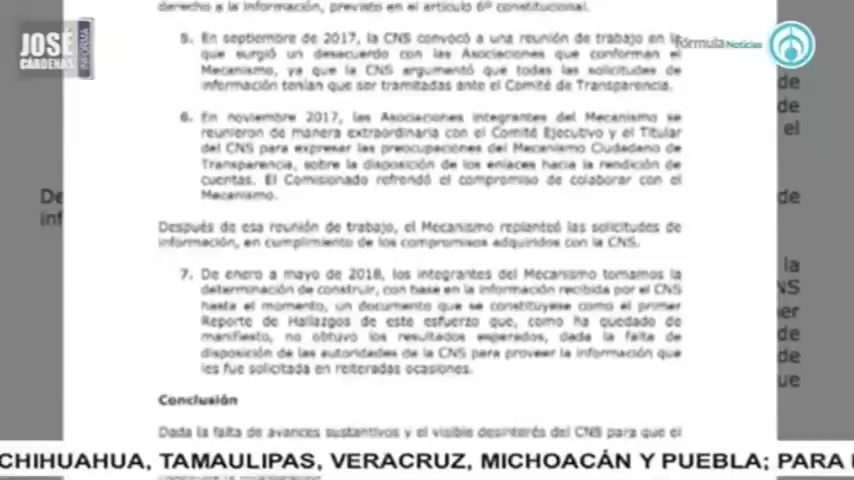 derecho a la información, previsto en el artículo 6º constitucional.
JOSÉ
CÁRDENAS
INFORMA
fórmulaNoticias
5. En septiembre de 2017, la CNS convocó a una reunión de trabajo en la
que surgió un desacuerdo con las Asociaciones que conforman el
Mecanismo, ya que la CNS argumentó que todas las solicitudes de
información tenían que ser tramitadas ante el Comité de Transparencia.
6. En noviembre 2017, las Asociaciones integrantes del Mecanismo se
reunieron de manera extraordinaria con el Comité Ejecutivo y el Titular
del CNS para expresar las preocupaciones del Mecanismo Ciudadano de
Transparencia, sobre la disposición de los enlaces hacia la rendición de
cuentas. El Comisionado refrendó el compromiso de colaborar con el
Mecanismo.
Después de esa reunión de trabajo, el Mecanismo replanteó las solicitudes de
información, en cumplimiento de los compromisos adquiridos con la CNS.
7. De enero a mayo de 2018, los integrantes del Mecanismo tomamos la
determinación de construir, con base en la información recibida por el CNS
hasta el momento, un documento que se constituyese como el primer
Reporte de Hallazgos de este esfuerzo que, como ha quedado de
manifiesto, no obtuvo los resultados esperados, dada la falta de
disposición de las autoridades de la CNS para proveer la información que
les fue solicitada en reiteradas ocasiones.
Conclusión
Dada la falta de avances sustantivos y el visible desinterés del CNS para que el
CHIHUAHUA, TAMAULIPAS, VERACRUZ, MICHOACÁN Y PUEBLA; PARA